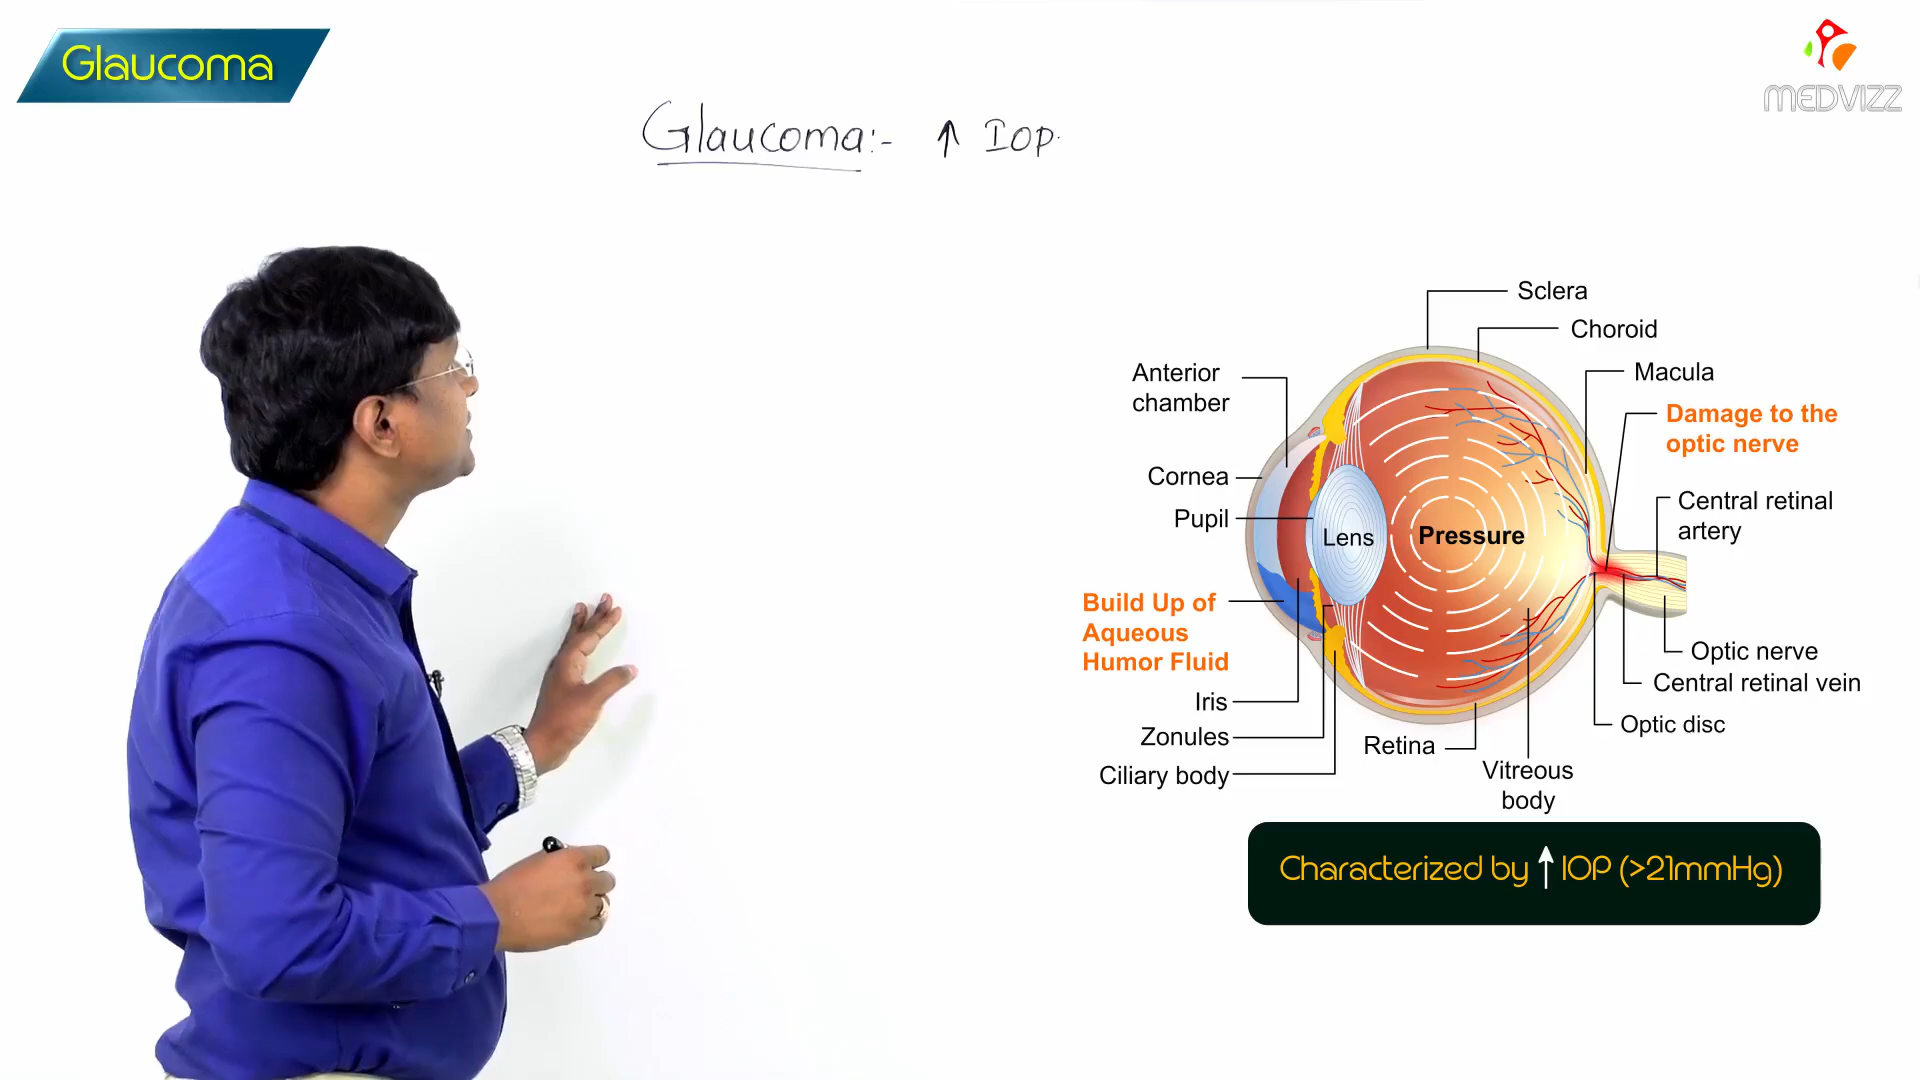 Glaucoma
MEDVIZZ
Glaucoma:- ↑ Iop.
Sclera
Choroid
Macula
Damage to the
optic nerve
Anterior
chamber
Cornea
Pupil
Lens
Pressure
Central retinal
artery
Build Up of
Aqueous
Humor Fluid
Iris
Zonules
Ciliary body
Retina
Vitreous
body
Optic nerve
Central retinal vein
Optic disc
Characterized by ↑ IOP (>21mmHg)